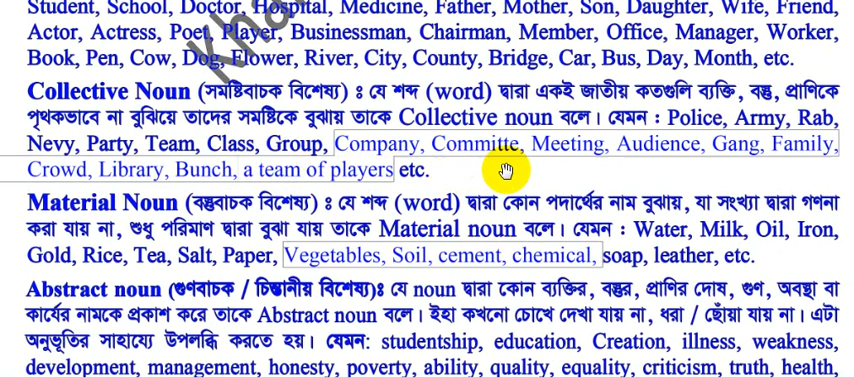 Student, School, Doctor, Hospital, Medicine, Father, Mother, Son, Daughter, Wife, Friend,
Actor, Actress, Poet, Player, Businessman, Chairman, Member, Office, Manager, Worker,
Book, Pen, Cow, Dog, Flower, River, City, County, Bridge, Car, Bus, Day, Month, etc.
Collective Noun (সমষ্টিবাচক বিশেষ্য) ঃ যে শব্দ (word) দ্বারা একই জাতীয় কতগুলি ব্যক্তি, বস্তু, প্রাণিকে
পৃথকভাবে না বুঝিয়ে তাদের সমষ্টিকে বুঝায় তাকে Collective noun বলে। যেমন : Police, Army, Rab,
Nevy, Party, Team, Class, Group, Company, Committe, Meeting, Audience, Gang, Family,
Crowd, Library, Bunch, a team of players etc.
Material Noun (বস্তুবাচক বিশেষ্য) ঃ যে শব্দ (word) দ্বারা কোন পদার্থের নাম বুঝায়, যা সংখ্যা দ্বারা গণনা
করা যায় না, শুধু পরিমাণ দ্বারা বুঝা যায় তাকে Material noun বলে। যেমন : Water, Milk, Oil, Iron,
Gold, Rice, Tea, Salt, Paper, Vegetables, Soil, cement, chemical, soap, leather, etc.
Abstract noun (গুণবাচক / চিন্তানীয় বিশেষ্য)ঃ যে noun দ্বারা কোন ব্যক্তির, বস্তুর, প্রাণির দোষ, গুণ, অবস্থা বা
কার্যের নামকে প্রকাশ করে তাকে Abstract noun বলে। ইহা কখনো চোখে দেখা যায় না, ধরা / ছোঁয়া যায় না। এটা
অনুভূতির সাহায্যে উপলব্ধি করতে হয়। যেমন: studentship, education, Creation, illness, weakness,
development, management, honesty, poverty, ability, quality, equality, criticism, truth, health,